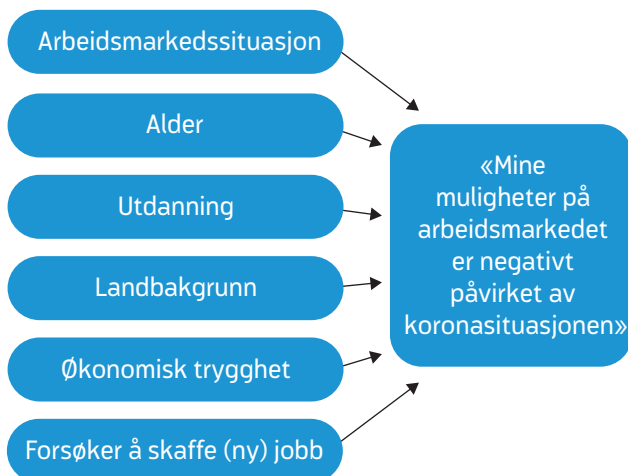 Arbeidsmarkedssituasjon
Alder
Utdanning
Landbakgrunn
Økonomisk trygghet
Forsøker å skaffe (ny) jobb
«Mine
muligheter på
arbeidsmarkedet
er negativt
påvirket av
koronasituasjonen»